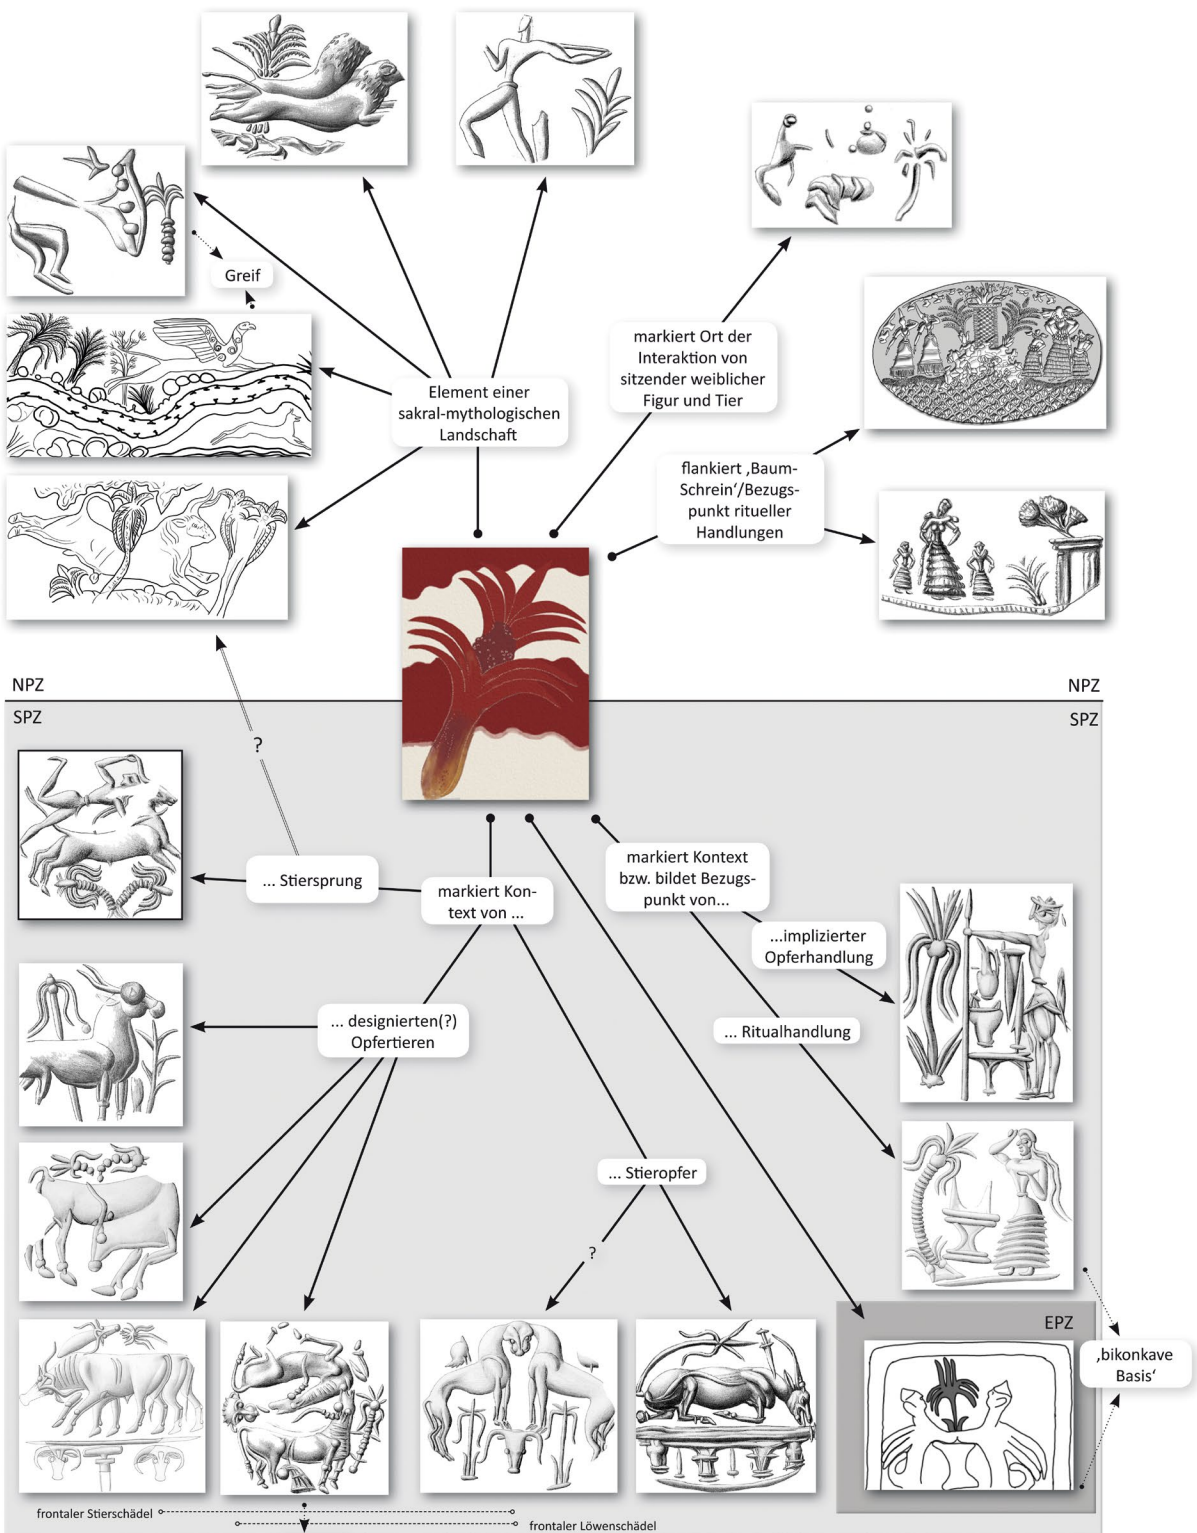 Greif
Element einer
sakral-mythologischen
Landschaft
markiert Ort der
Interaktion von
sitzender weiblicher
Figur und Tier
flankiert ‚Baum-
Schrein‘/Bezugs-
punkt ritueller
Handlungen
NPZ
NPZ
SPZ
SPZ
?
... Stiersprung
markiert Kon-
text von ...
markiert Kontext
bzw. bildet Bezugs-
punkt von...
...implizierter
Opferhandlung
... designierten(?)
Opfertieren
... Ritualhandlung
... Stieropfer
?
EPZ
‚bikonkave
Basis‘
frontaler Stierschädel
frontaler Löwenschädel